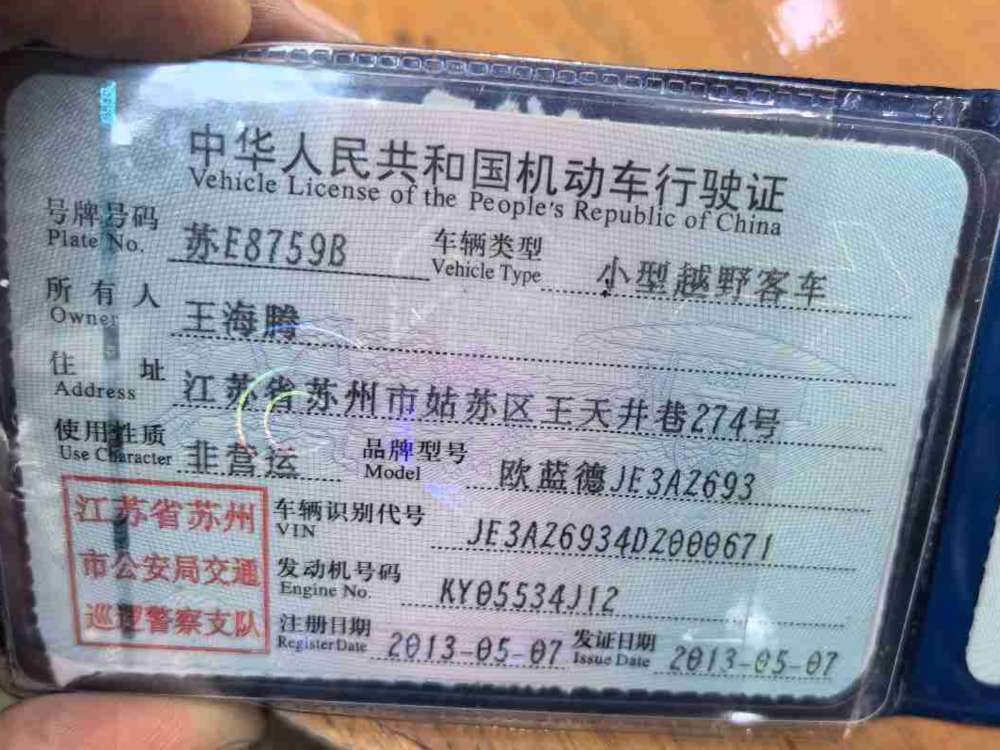 中华人民共和国机动车行驶证
Vehicle License of the People's Republic of China
号牌号码 苏E8759B 车辆类型 小型越野客车
Plate No. Vehicle Type
所有人 王海腾
Owner
住址 江苏省苏州市姑苏区王天井巷274号
Address
使用性质 非营运 品牌型号 欧蓝德JE3AZ693
Use Character Model
江苏省苏州
市公安局交通
巡逻警察支队
车辆识别代号 JE3AZ6934DZ000671
VIN
发动机号码 KY05534J12
Engine No.
注册日期 2013-05-07 发证日期 2013-05-07
Register Date Issue Date